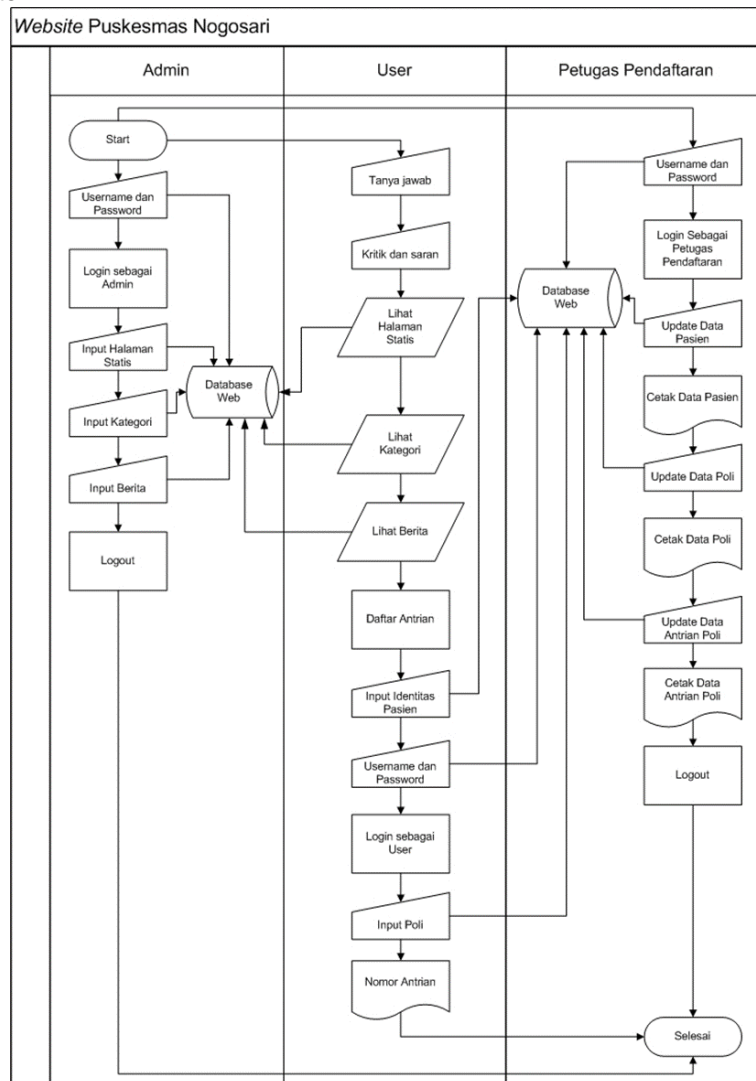 Website Puskesmas Nogosari
Admin
User
Petugas Pendaftaran
Start
Username dan
Password
Login sebagai
Admin
Input Halaman
Statis
Input Kategori
Input Berita
Logout
Database
Web
Tanya jawab
Kritik dan saran
Lihat
Halaman
Statis
Lihat
Kategori
Lihat Berita
Daftar Antrian
Input Identitas
Pasien
Username dan
Password
Login sebagai
User
Input Poli
Nomor Antrian
Database
Web
Username dan
Password
Login Sebagai
Petugas
Pendaftaran
Update Data
Pasien
Cetak Data Pasien
Update Data Poli
Cetak Data Poli
Update Data
Antrian Poli
Cetak Data
Antrian Poli
Logout
Selesai